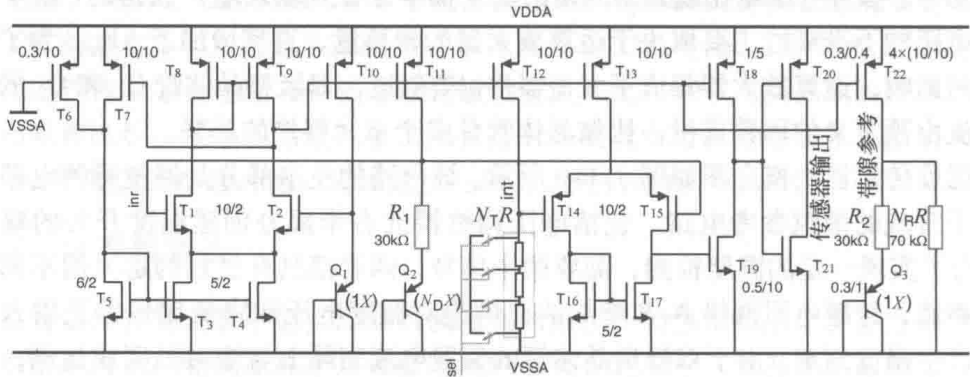 VDDA
0.3/10
10/10
10/10
10/10
10/10
10/10
10/10
10/10
10/10
1/5
0.3/0.4
4×(10/10)
T6
T7
T8
T9
T10
T11
T12
T13
T18
T20
T22
VSSA
inr
T1
10/2
T2
R1
30kΩ
NTR
int
T14
10/2
T15
传感器输出
带隙参考
R2
30kΩ
NRR
70 kΩ
6/2
T5
5/2
T3
T4
Q1
(1X)
Q2
(NDX)
T16
T17
5/2
T19
0.5/10
T21
0.3/1
Q3
(1X)
sel
VSSA